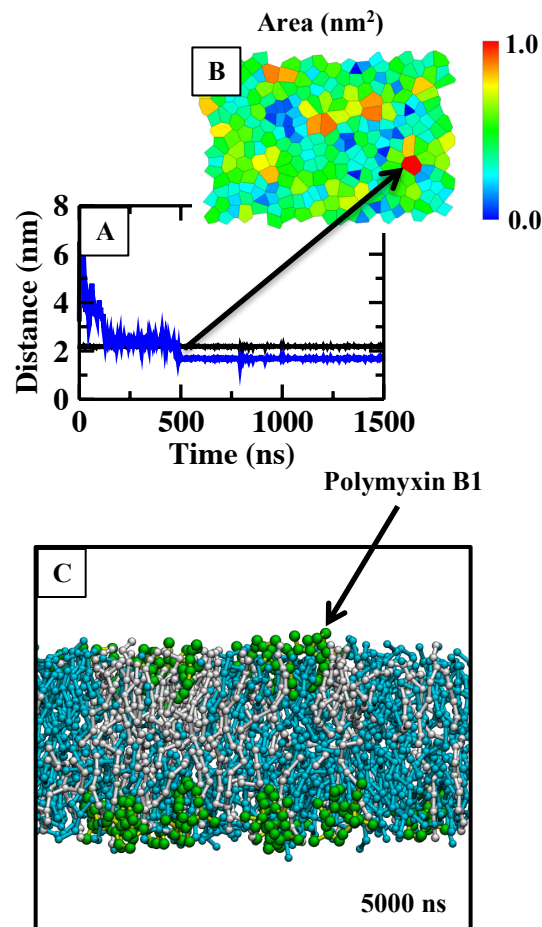 Area (nm²)
B
1.0
0.0
A
8
6
4
2
0
Distance (nm)
0
500
1000
1500
Time (ns)
Polymyxin B1
C
5000 ns